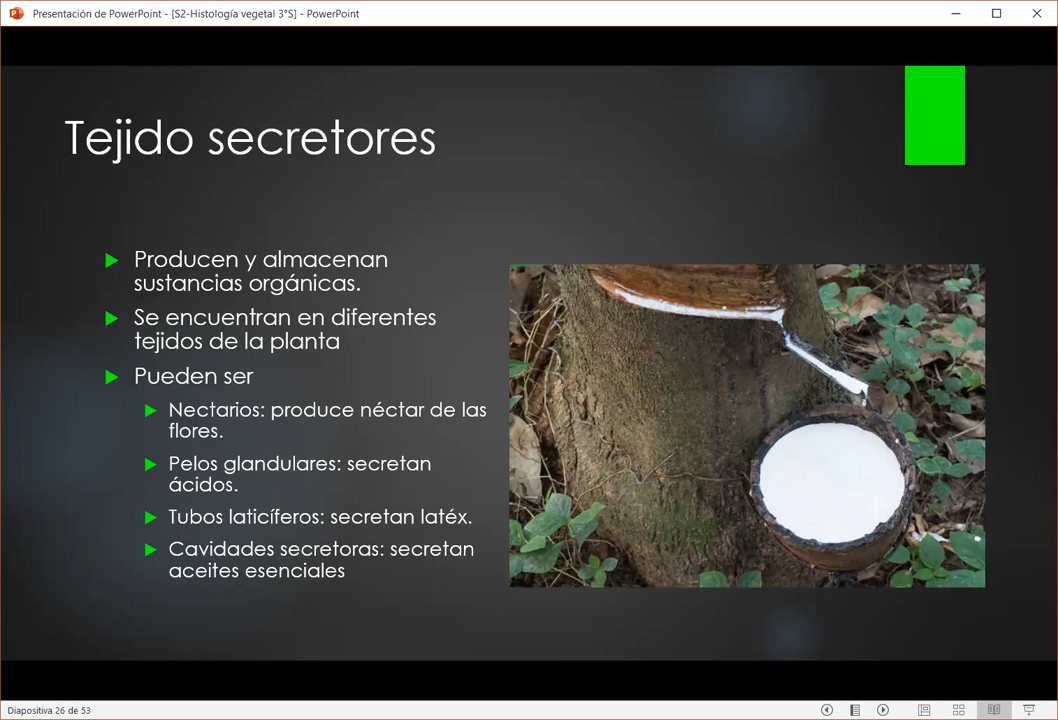 Presentación de PowerPoint - [S2-Histología vegetal 3°S] - PowerPoint
Tejido secretores
Producen y almacenan
sustancias orgánicas.
Se encuentran en diferentes
tejidos de la planta
Pueden ser
Nectarios: produce néctar de las
flores.
Pelos glandulares: secretan
ácidos.
Tubos laticíferos: secretan latéx.
Cavidades secretoras: secretan
aceites esenciales
Diapositiva 26 de 53